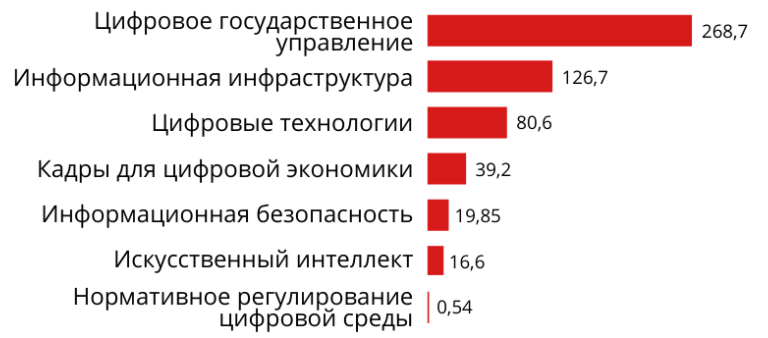 Цифровое государственное
управление
268,7
Информационная инфраструктура
126,7
Цифровые технологии
80,6
Кадры для цифровой экономики
39,2
Информационная безопасность
19,85
Искусственный интеллект
16,6
Нормативное регулирование
цифровой среды
0,54